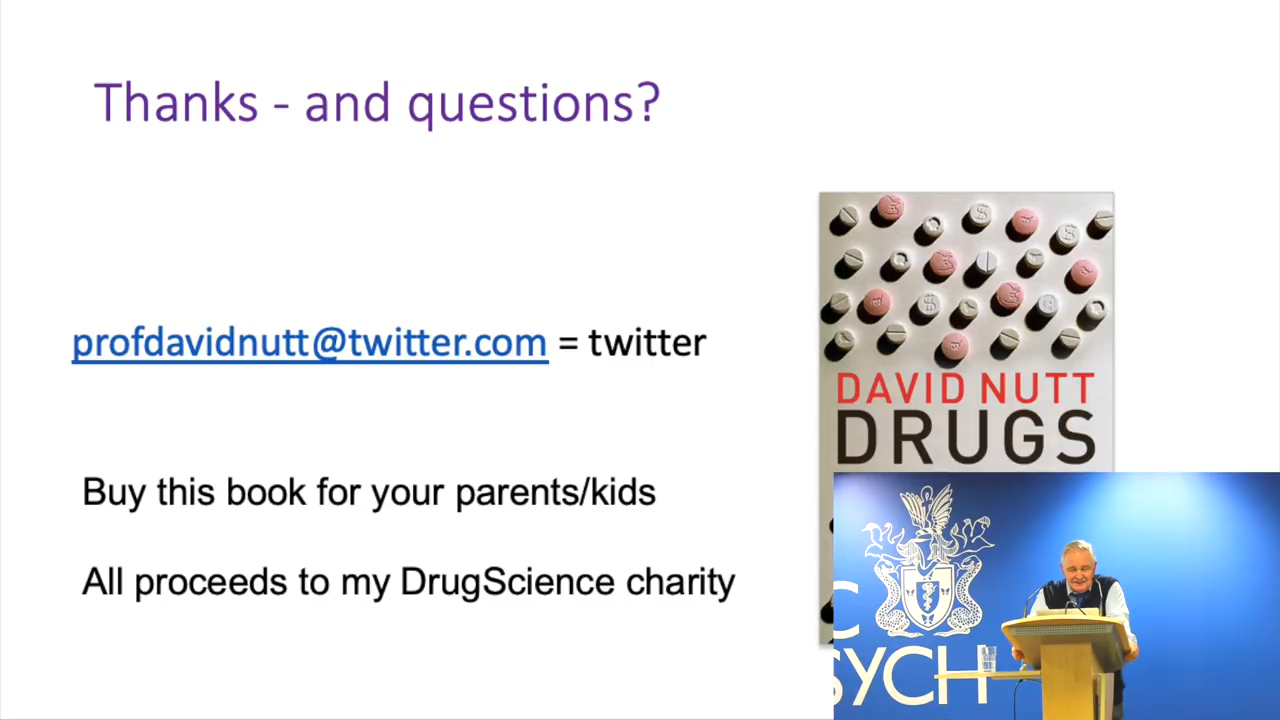 Thanks - and questions?
profdavidnutt@twitter.com = twitter
Buy this book for your parents/kids
All proceeds to my DrugScience charity
DAVID NUTT
DRUGS
C
SYCH